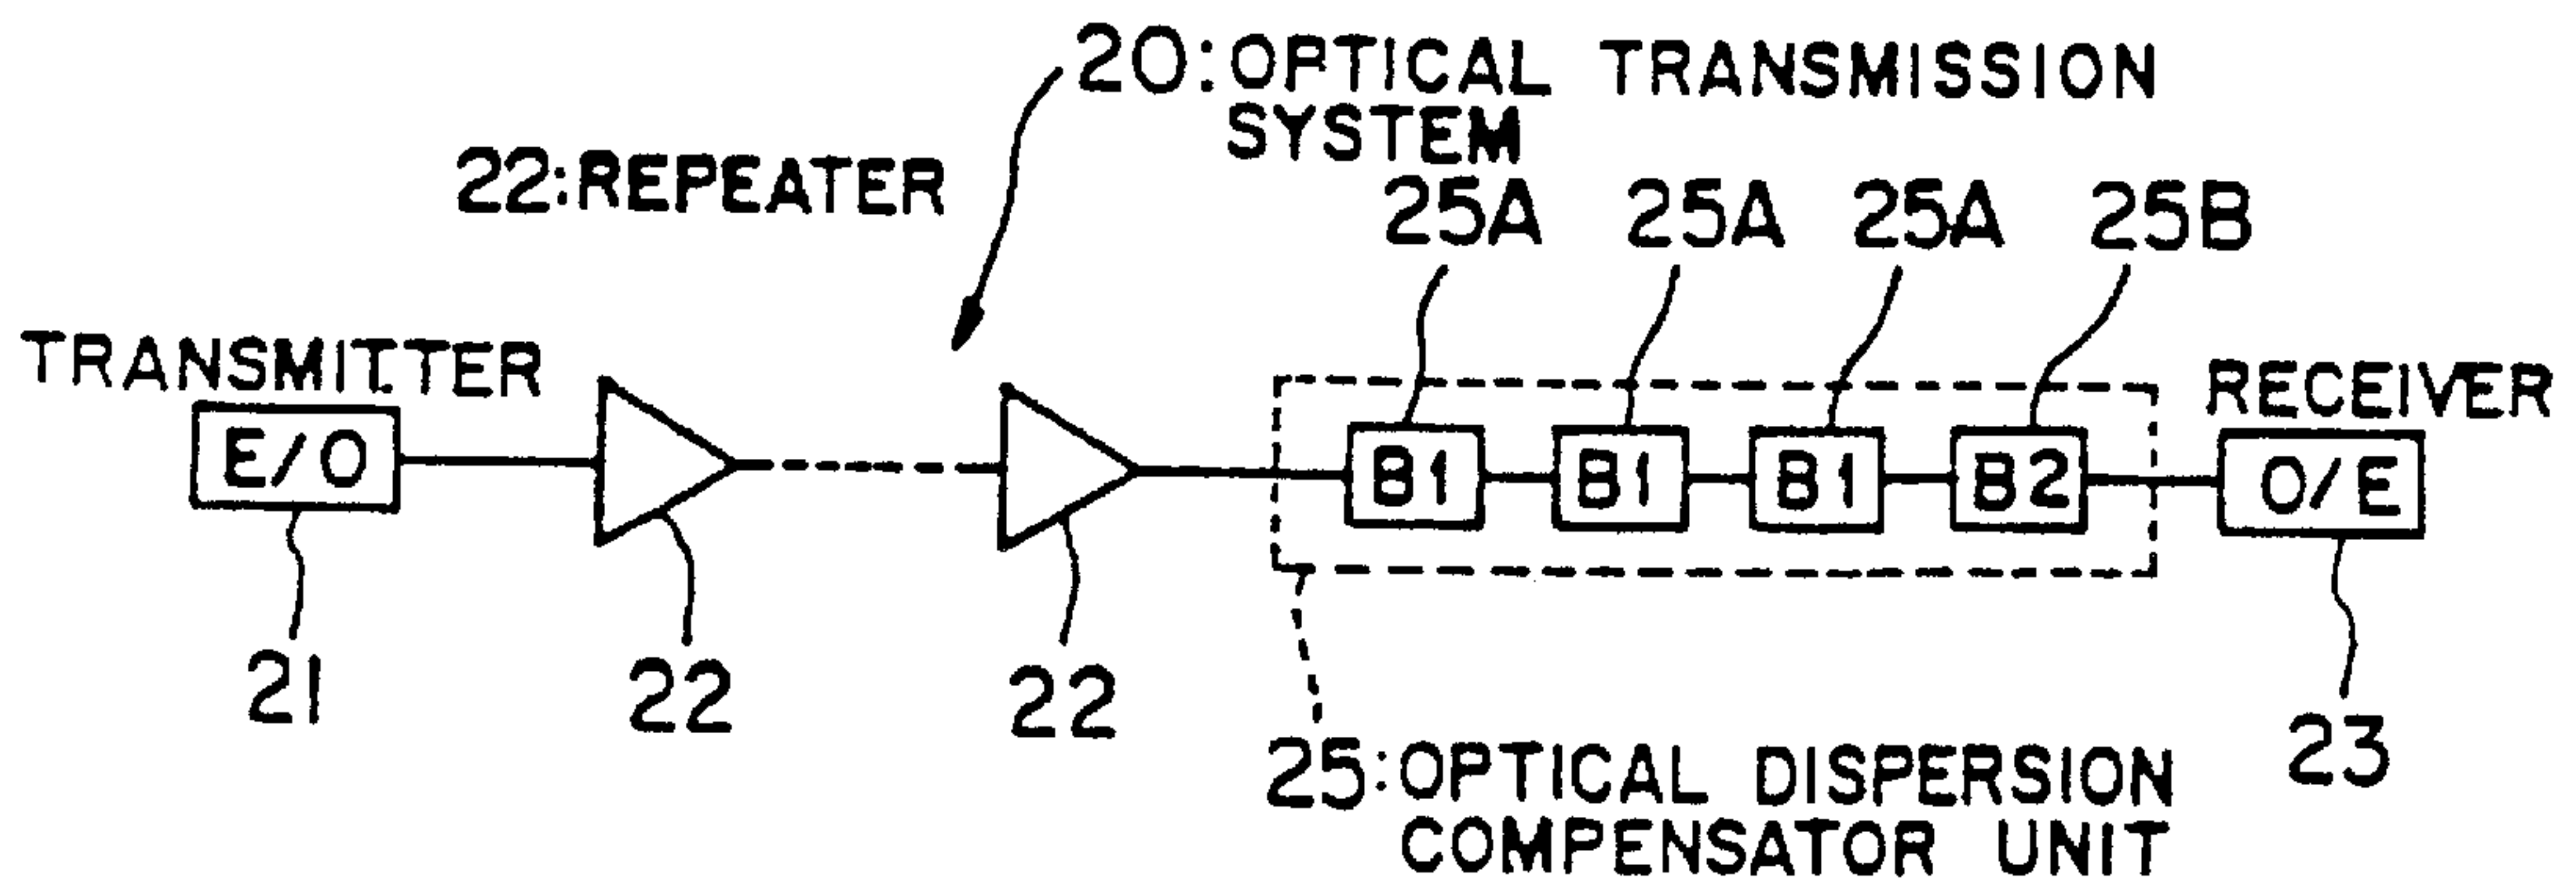 20:OPTICAL TRANSMISSION
SYSTEM
22:REPEATER
25A 25A 25A 25B
TRANSMITTER
RECEIVER
E/O
B1 B1 B1 B2
O/E
21
22
22
23
25:OPTICAL DISPERSION
COMPENSATOR UNIT